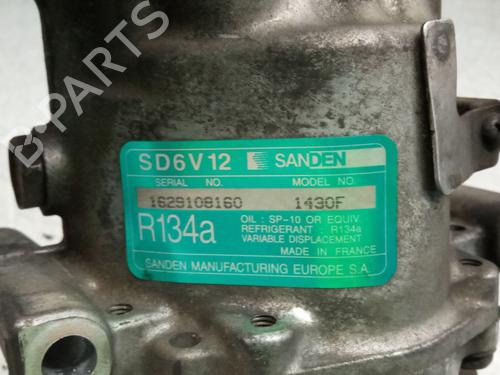 SD6V12 SANDEN
SERIAL NO. MODEL NO.
1629108160 1430F
R134a
OIL : SP-10 OR EQUIV.
REFRIGERANT : R134a
VARIABLE DISPLACEMENT
MADE IN FRANCE
SANDEN MANUFACTURING EUROPE S.A.